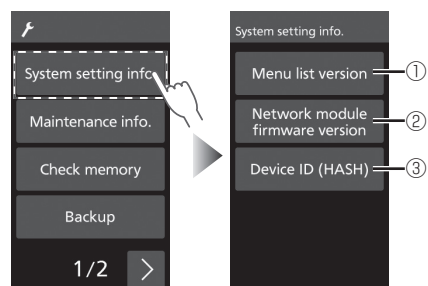 System setting info.
Maintenance info.
Check memory
Backup
1/2
System setting info.
Menu list version
①
Network module
firmware version
②
Device ID (HASH)
③